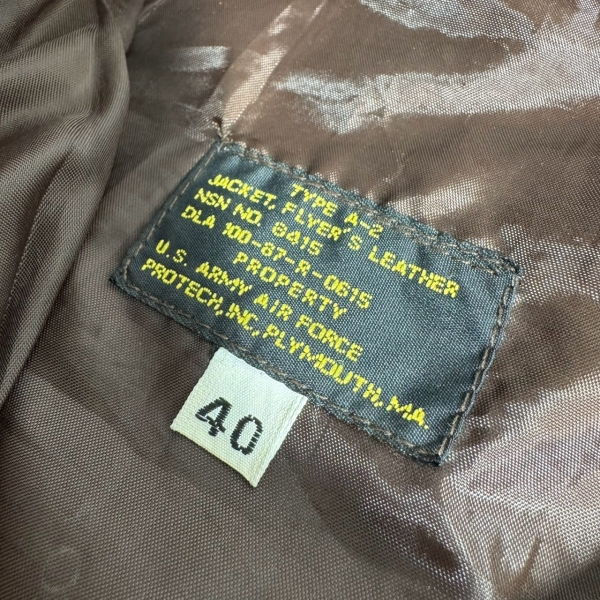 TYPE A-2
JACKET, FLYER'S LEATHER
NSN NO. 8415
DLA 100-87-R-0615
PROPERTY
U.S. ARMY AIR FORCE
PROTECH,INC,PLYMOUTH,MA.
40